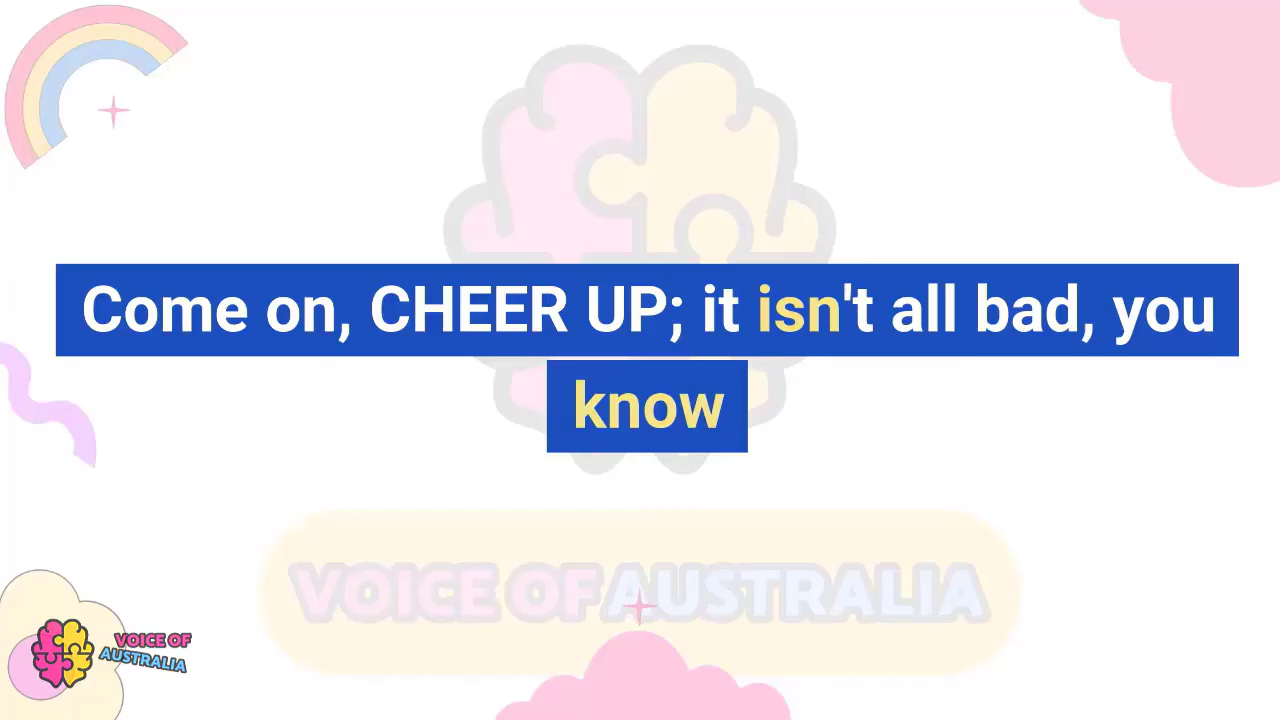 Come on, CHEER UP; it isn't all bad, you
know
VOICE OF AUSTRALIA
VOICE OF
AUSTRALIA